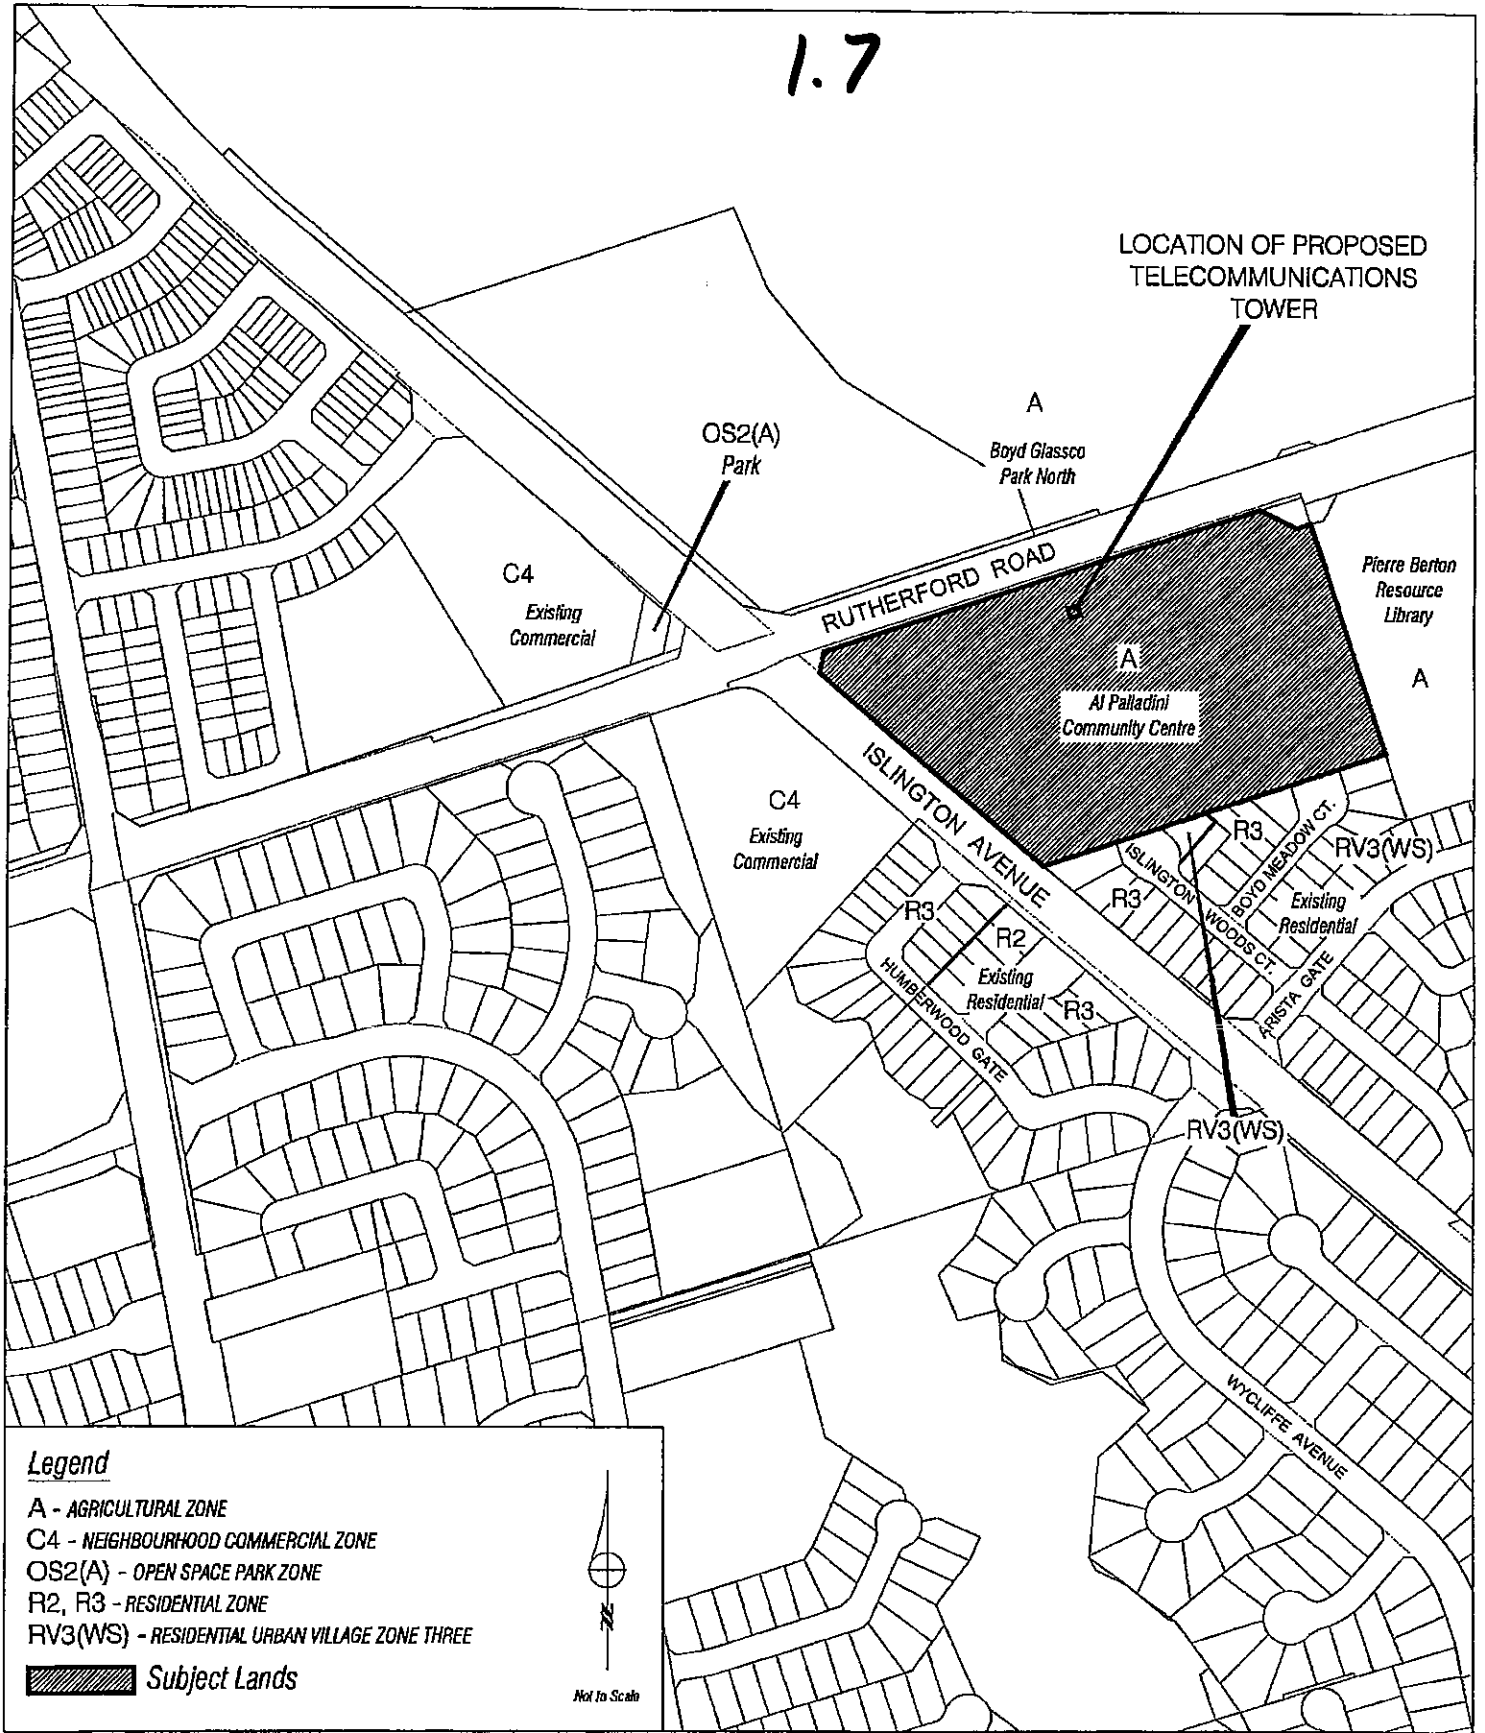 1.7
LOCATION OF PROPOSED
TELECOMMUNICATIONS
TOWER
A
Boyd Glassco
Park North
OS2(A)
Park
C4
Existing
Commercial
RUTHERFORD ROAD
Pierre Berton
Resource
Library
A
A
Al Palladini
Community Centre
ISLINGTON AVENUE
C4
Existing
Commercial
R3
BOYD MEADOW CT.
RV3(WS)
ISLINGTON WOODS CT.
R3
Existing
Residential
ARISTA GATE
R3
R2
Existing
Residential
R3
HUMBERWOOD GATE
RV3(WS)
WYCLIFFE AVENUE
Legend
A - AGRICULTURAL ZONE
C4 - NEIGHBOURHOOD COMMERCIAL ZONE
OS2(A) - OPEN SPACE PARK ZONE
R2, R3 - RESIDENTIAL ZONE
RV3(WS) - RESIDENTIAL URBAN VILLAGE ZONE THREE
Subject Lands
N
Not to Scale